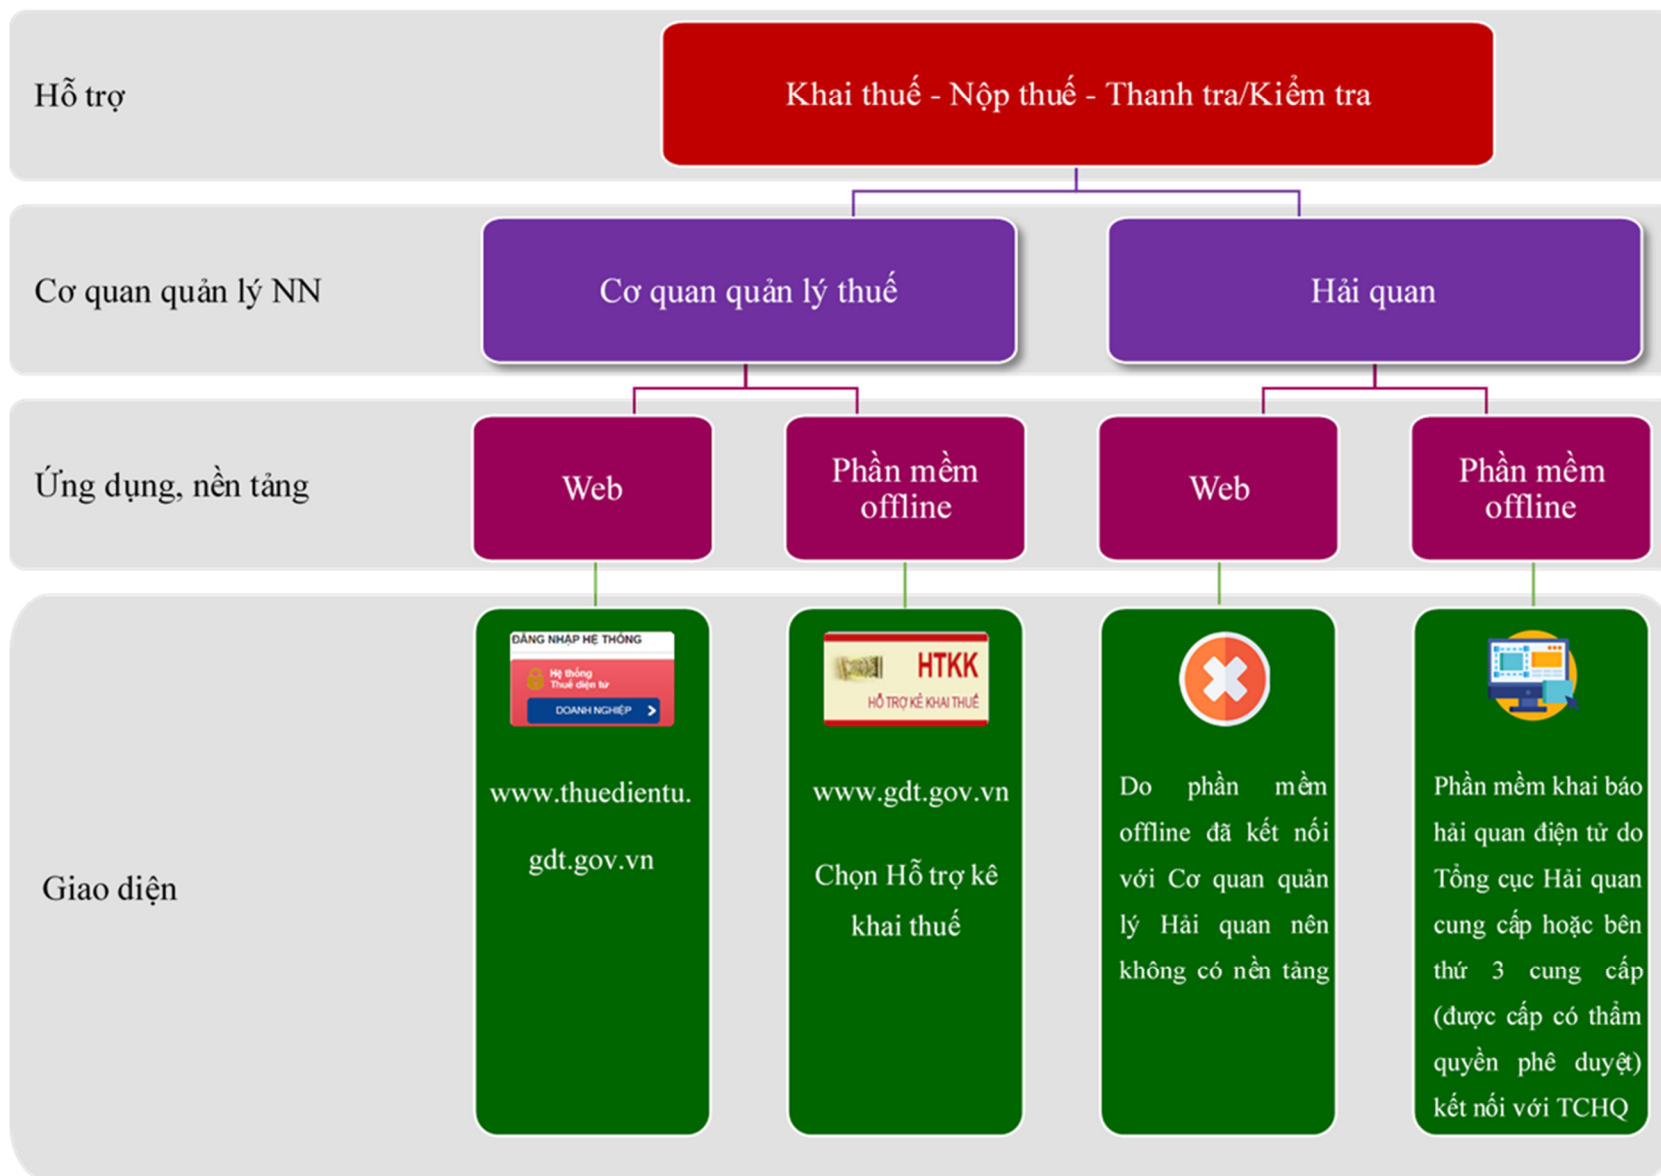 Hỗ trợ
Khai thuế - Nộp thuế - Thanh tra/Kiểm tra
Cơ quan quản lý NN
Cơ quan quản lý thuế
Hải quan
Ứng dụng, nền tảng
Web
Phần mềm
offline
Web
Phần mềm
offline
Giao diện
ĐĂNG NHẬP HỆ THỐNG
Hệ thống
Thuế điện tử
DOANH NGHIỆP
www.thuedientu.
gdt.gov.vn
HTKK
HỖ TRỢ KÊ KHAI THUẾ
www.gdt.gov.vn
Chọn Hỗ trợ kê
khai thuế
Do phần mềm
offline đã kết nối
với Cơ quan quản
lý Hải quan nên
không có nền tảng
Phần mềm khai báo
hải quan điện tử do
Tổng cục Hải quan
cung cấp hoặc bên
thứ 3 cung cấp
(được cấp có thẩm
quyền phê duyệt)
kết nối với TCHQ